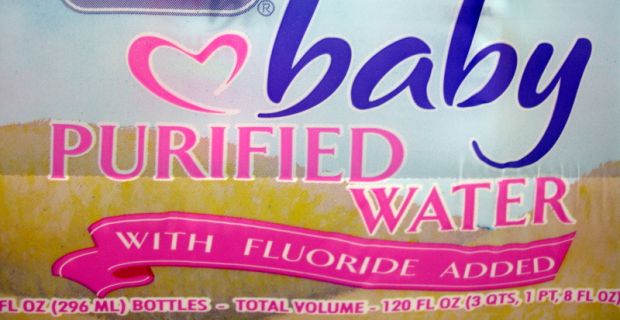 ®
baby
PURIFIED
WATER
WITH FLUORIDE ADDED
FL OZ (296 ML) BOTTLES - TOTAL VOLUME - 120 FL OZ (3 QTS, 1 PT, 8 FL OZ)